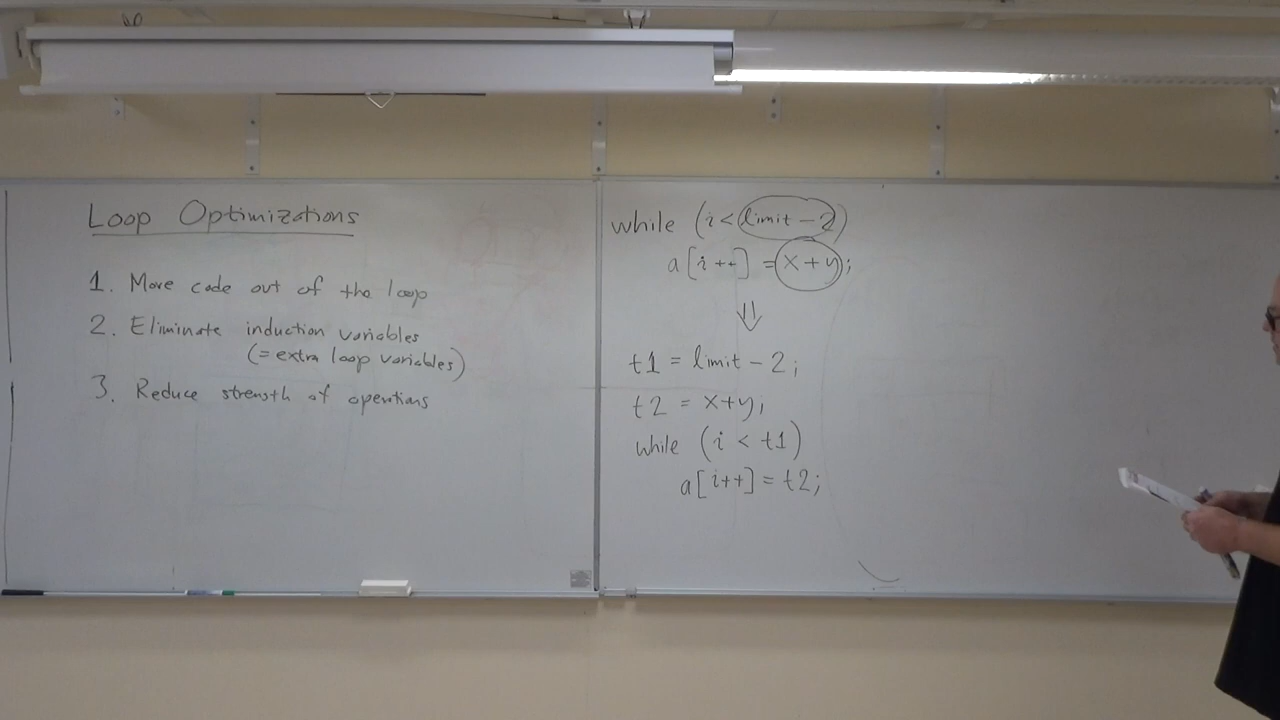 Loop Optimizations
1. Move code out of the loop
2. Eliminate induction variables
(= extra loop variables)
3. Reduce strength of operations
while (i < limit - 2)
a[i++] = x+y;
⇓
t1 = limit - 2;
t2 = x+y;
while (i < t1)
a[i++] = t2;